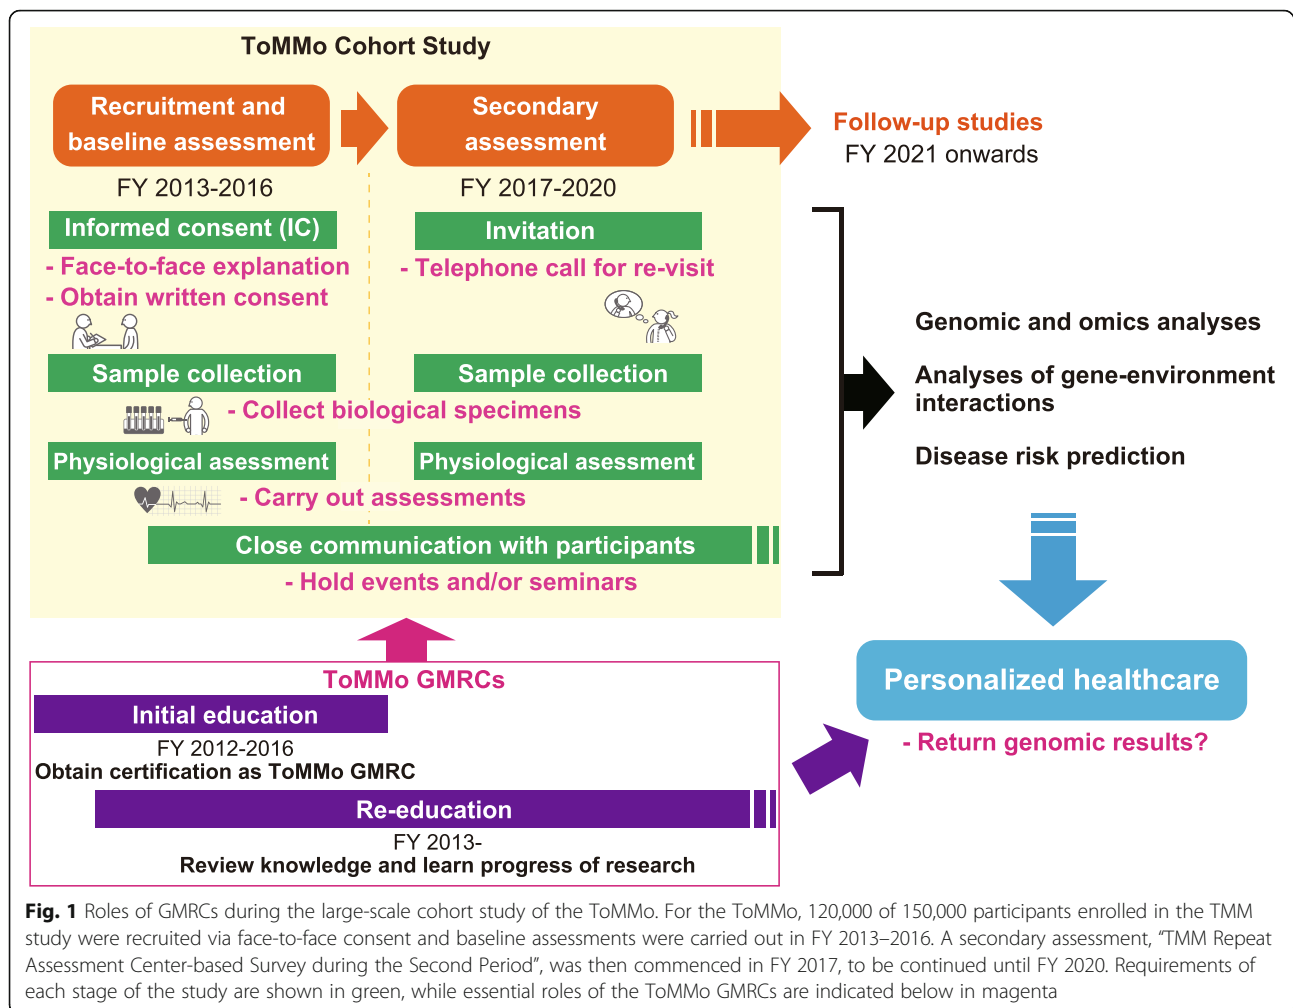 ToMMo Cohort Study
Recruitment and
baseline assessment
FY 2013-2016
Secondary
assessment
FY 2017-2020
Follow-up studies
FY 2021 onwards
Informed consent (IC)
- Face-to-face explanation
- Obtain written consent
Invitation
- Telephone call for re-visit
Sample collection
Sample collection
- Collect biological specimens
Physiological asessment
Physiological asessment
- Carry out assessments
Close communication with participants
- Hold events and/or seminars
Genomic and omics analyses
Analyses of gene-environment
interactions
Disease risk prediction
Personalized healthcare
- Return genomic results?
ToMMo GMRCs
Initial education
FY 2012-2016
Obtain certification as ToMMo GMRC
Re-education
FY 2013-
Review knowledge and learn progress of research
Fig. 1 Roles of GMRCs during the large-scale cohort study of the ToMMo. For the ToMMo, 120,000 of 150,000 participants enrolled in the TMM
study were recruited via face-to-face consent and baseline assessments were carried out in FY 2013–2016. A secondary assessment, “TMM Repeat
Assessment Center-based Survey during the Second Period”, was then commenced in FY 2017, to be continued until FY 2020. Requirements of
each stage of the study are shown in green, while essential roles of the ToMMo GMRCs are indicated below in magenta